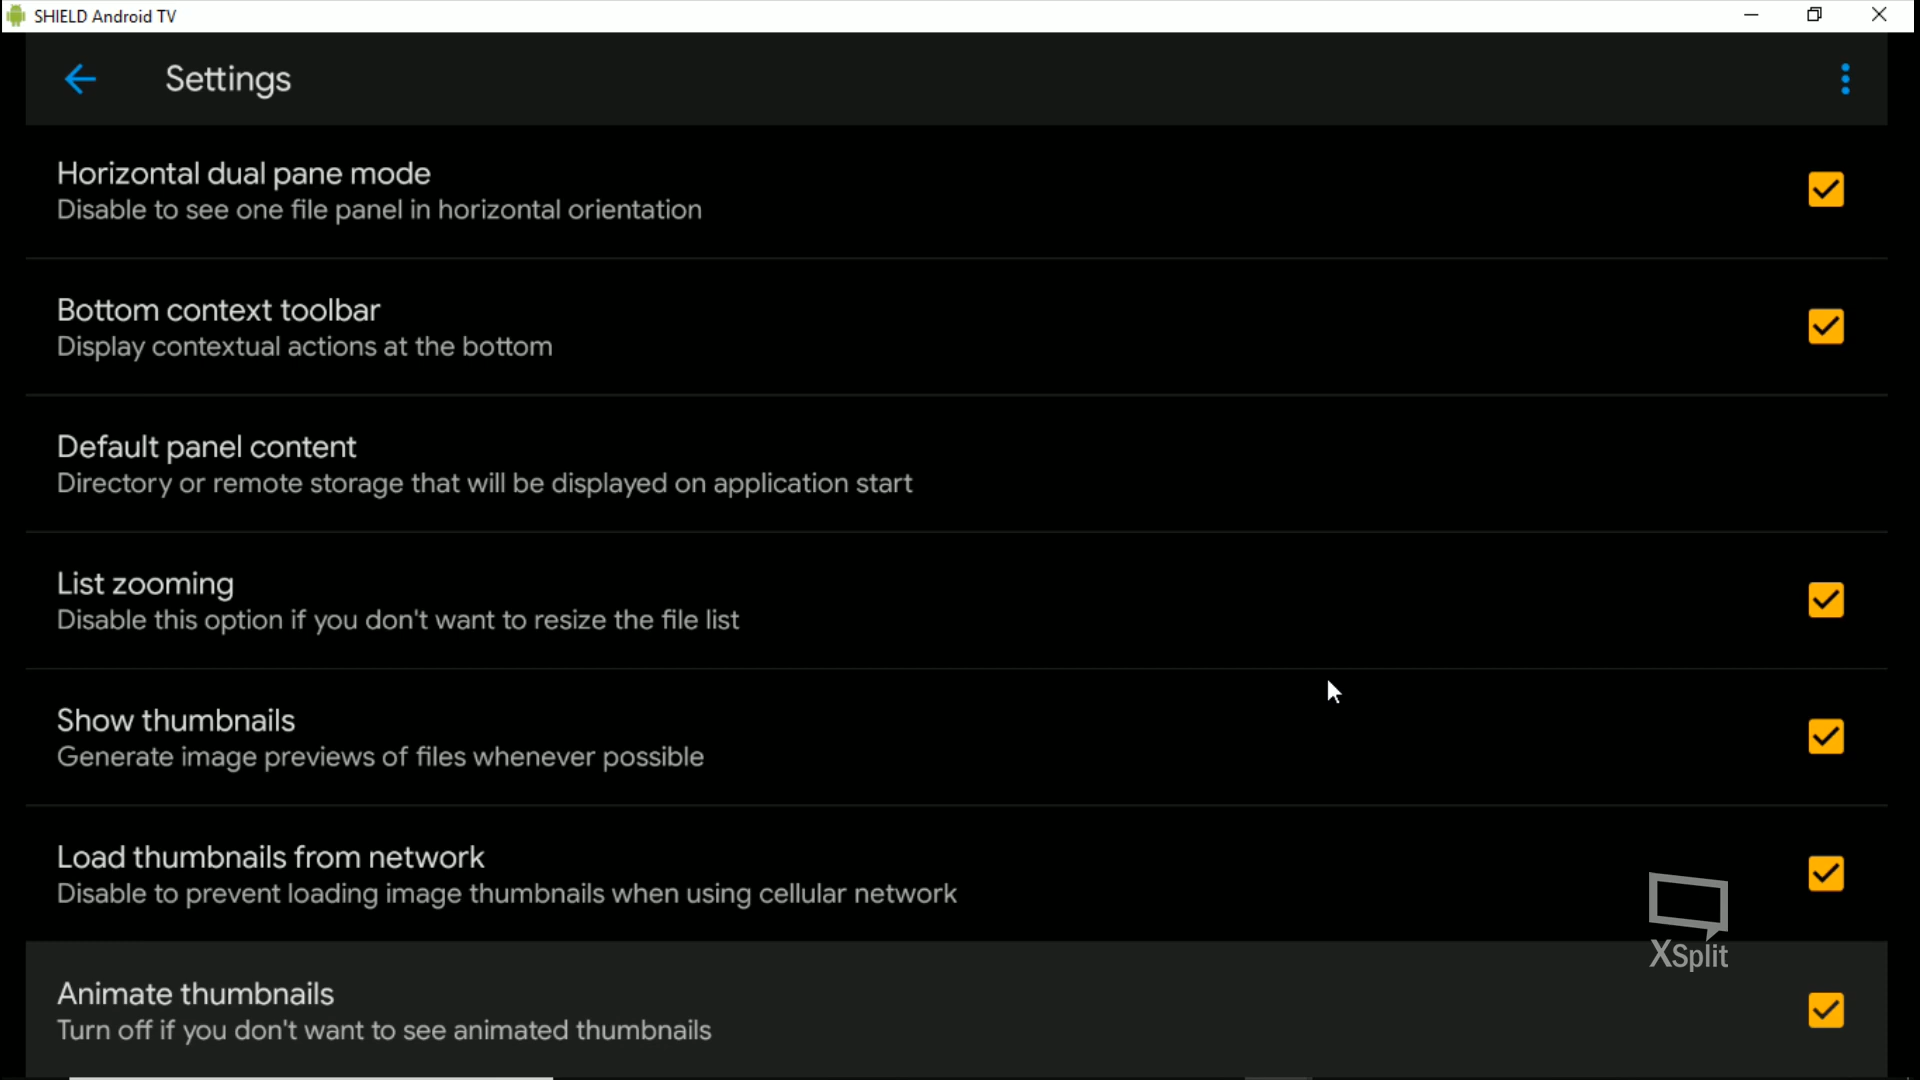 SHIELD Android TV
Settings
Horizontal dual pane mode
Disable to see one file panel in horizontal orientation
Bottom context toolbar
Display contextual actions at the bottom
Default panel content
Directory or remote storage that will be displayed on application start
List zooming
Disable this option if you don't want to resize the file list
Show thumbnails
Generate image previews of files whenever possible
Load thumbnails from network
Disable to prevent loading image thumbnails when using cellular network
XSplit
Animate thumbnails
Turn off if you don't want to see animated thumbnails